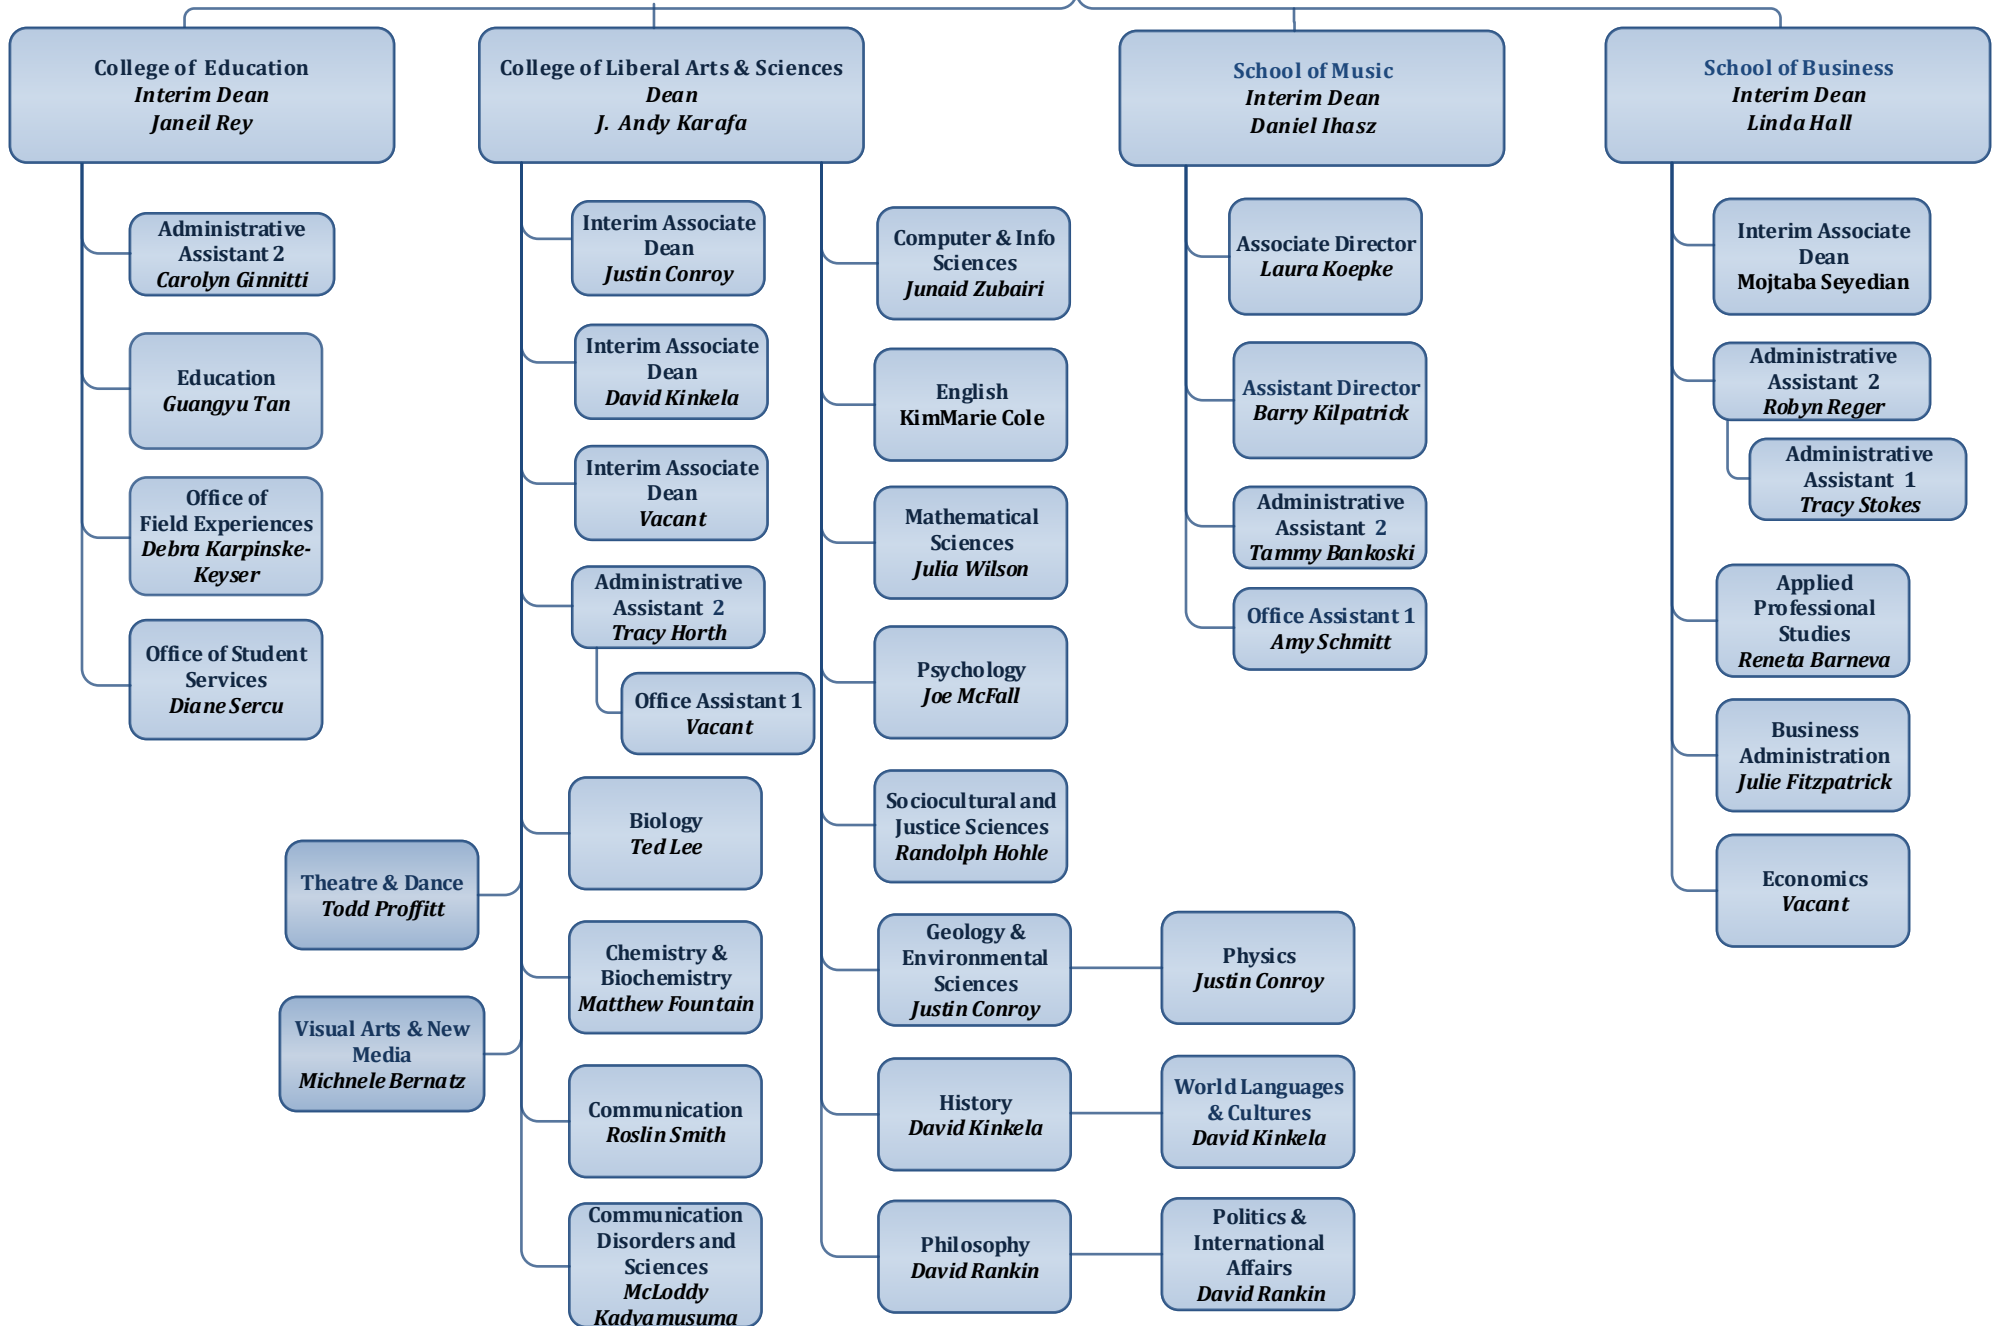 College of Education
Interim Dean
Janeil Rey
College of Liberal Arts & Sciences
Dean
J. Andy Karafa
School of Music
Interim Dean
Daniel Ihasz
School of Business
Interim Dean
Linda Hall
Administrative
Assistant 2
Carolyn Ginnitti
Education
Guangyu Tan
Office of
Field Experiences
Debra Karpinske-
Keyser
Office of Student
Services
Diane Sercu
Theatre & Dance
Todd Proffitt
Visual Arts & New
Media
Michnele Bernatz
Interim Associate
Dean
Justin Conroy
Interim Associate
Dean
David Kinkela
Interim Associate
Dean
Vacant
Administrative
Assistant 2
Tracy Horth
Office Assistant 1
Vacant
Biology
Ted Lee
Chemistry &
Biochemistry
Matthew Fountain
Communication
Roslin Smith
Communication
Disorders and
Sciences
McLoddy
Kadyamusuma
Computer & Info
Sciences
Junaid Zubairi
English
KimMarie Cole
Mathematical
Sciences
Julia Wilson
Psychology
Joe McFall
Sociocultural and
Justice Sciences
Randolph Hohle
Geology &
Environmental
Sciences
Justin Conroy
Physics
Justin Conroy
History
David Kinkela
World Languages
& Cultures
David Kinkela
Philosophy
David Rankin
Politics &
International
Affairs
David Rankin
Associate Director
Laura Koepke
Assistant Director
Barry Kilpatrick
Administrative
Assistant 2
Tammy Bankoski
Office Assistant 1
Amy Schmitt
Interim Associate
Dean
Mojtaba Seyedian
Administrative
Assistant 2
Robyn Reger
Administrative
Assistant 1
Tracy Stokes
Applied
Professional
Studies
Reneta Barneva
Business
Administration
Julie Fitzpatrick
Economics
Vacant